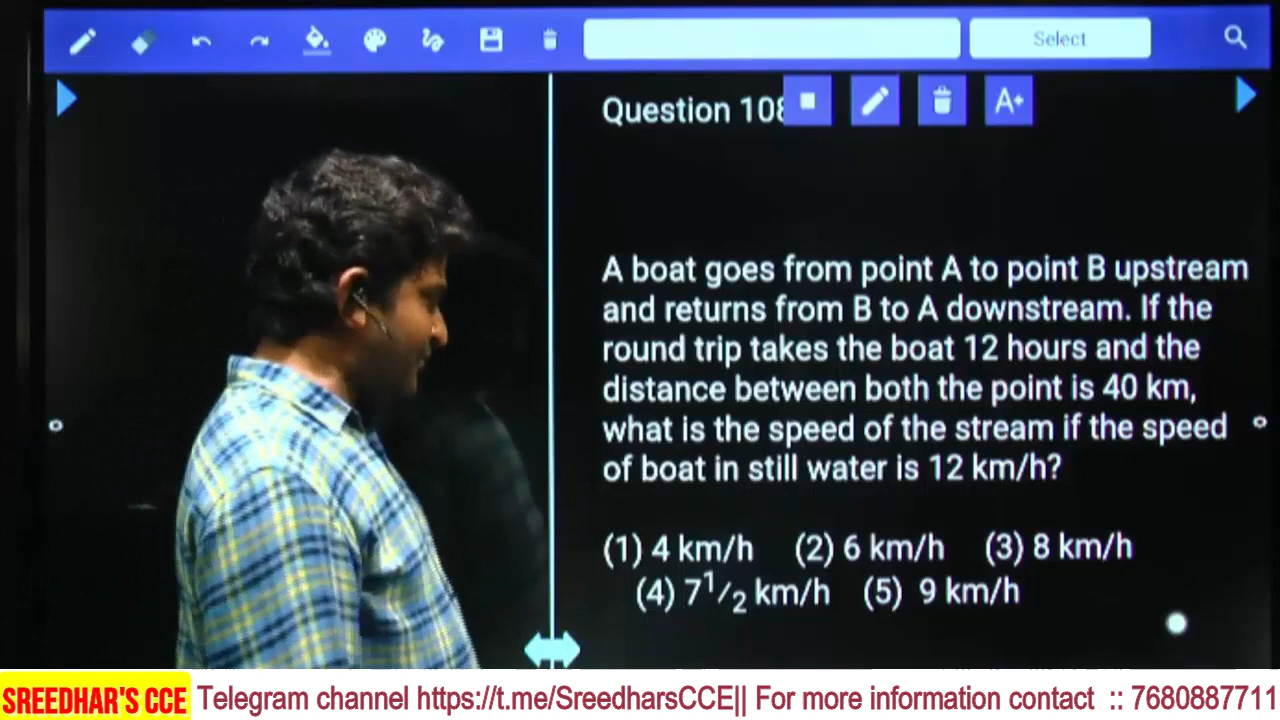 Select
Question 108
A+
A boat goes from point A to point B upstream
and returns from B to A downstream. If the
round trip takes the boat 12 hours and the
distance between both the point is 40 km,
what is the speed of the stream if the speed
of boat in still water is 12 km/h?
(1) 4 km/h (2) 6 km/h (3) 8 km/h
(4) 7 1/2 km/h (5) 9 km/h
SREEDHAR'S CCE Telegram channel https://t.me/SreedharsCCE|| For more information contact :: 7680887711